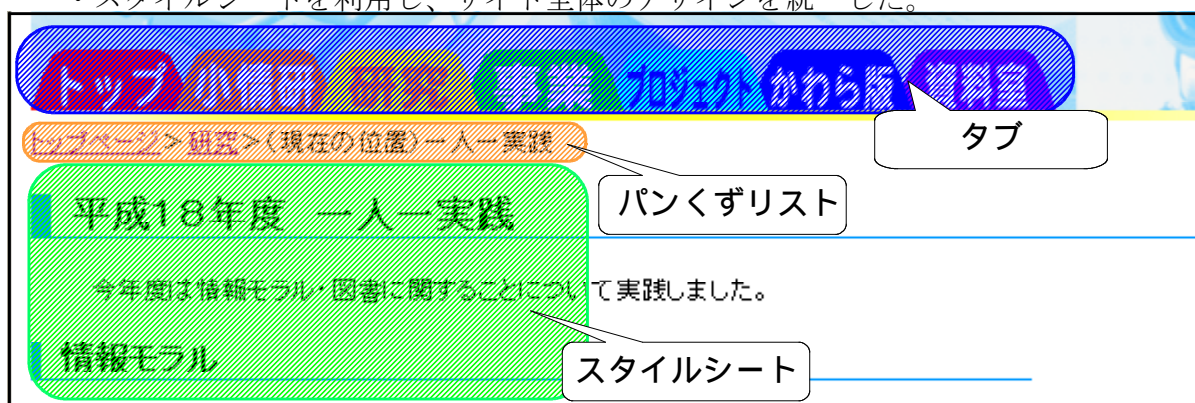 ・スタイルシートを利用し、サイト全体のデザインを統一した。
トップ 小情研 研究 事業 プロジェクト かわら版 資料室
タブ
トップページ>研究>(現在の位置)一人一実践
パンくずリスト
平成18年度 一人一実践
今年度は情報モラル・図書に関することについて実践しました。
情報モラル
スタイルシート